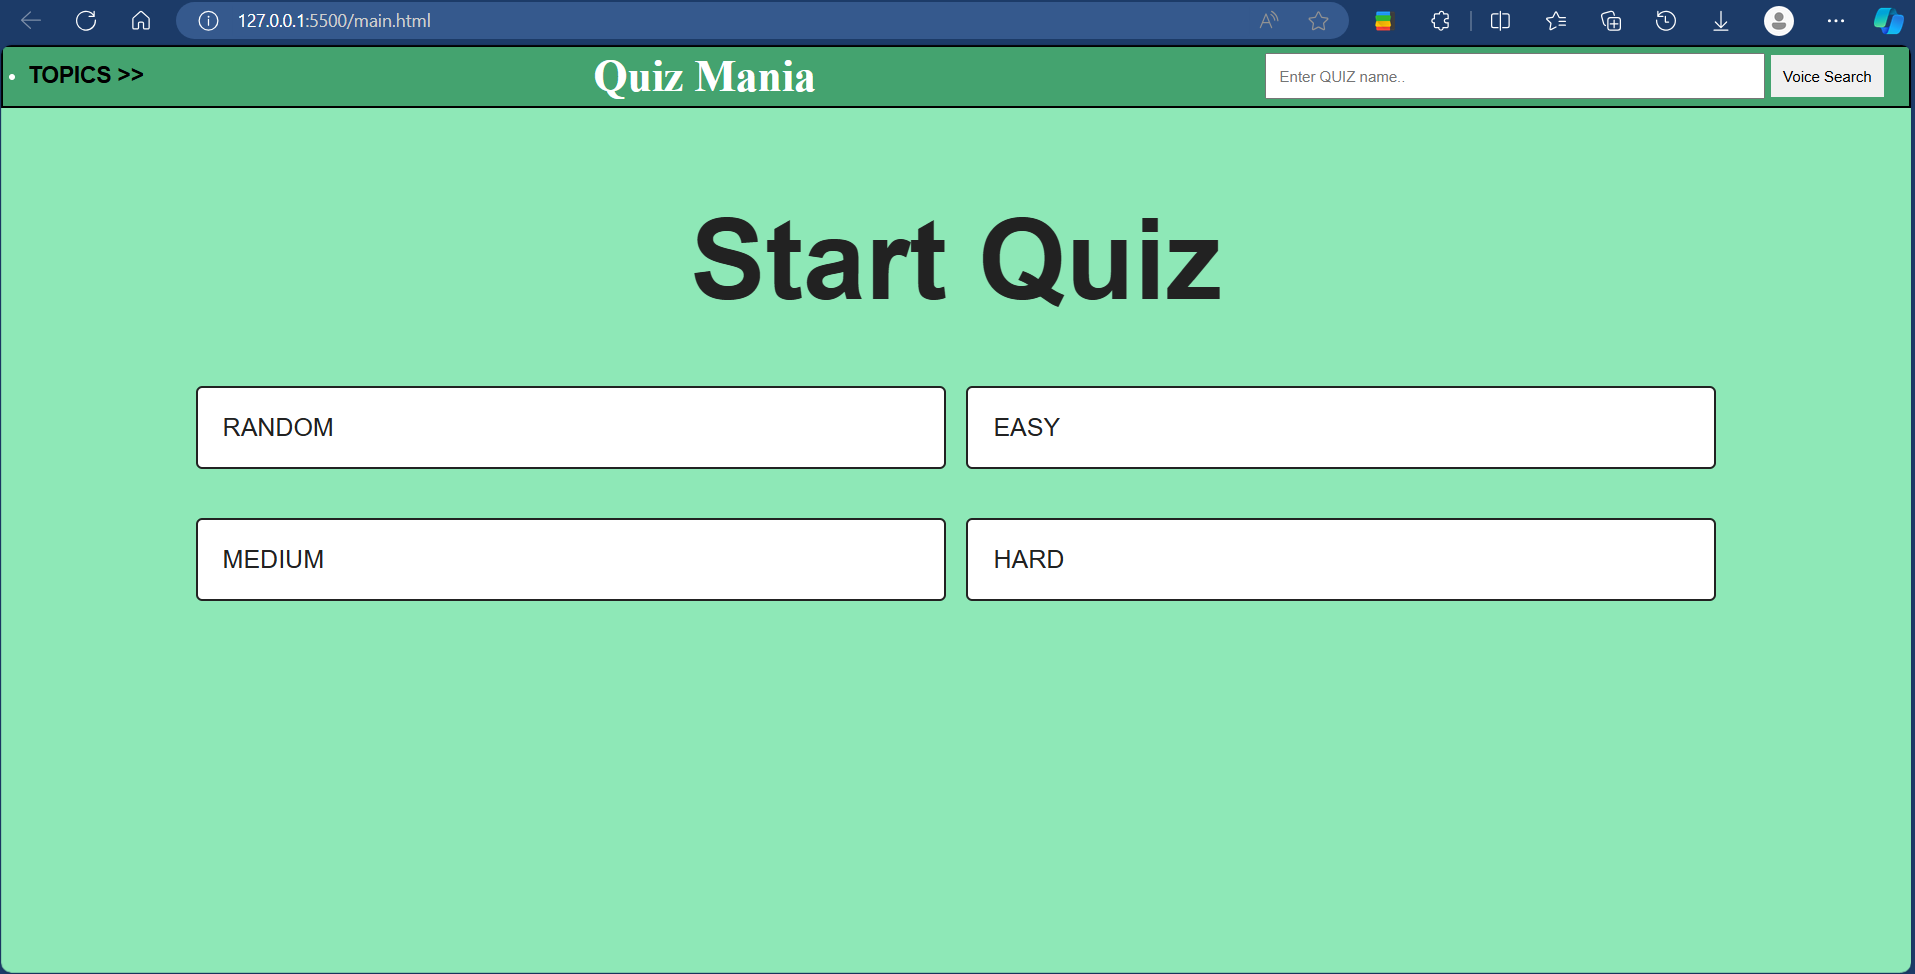 127.0.0.1:5500/main.html
TOPICS >>
Quiz Mania
Enter QUIZ name..
Voice Search
Start Quiz
RANDOM
EASY
MEDIUM
HARD